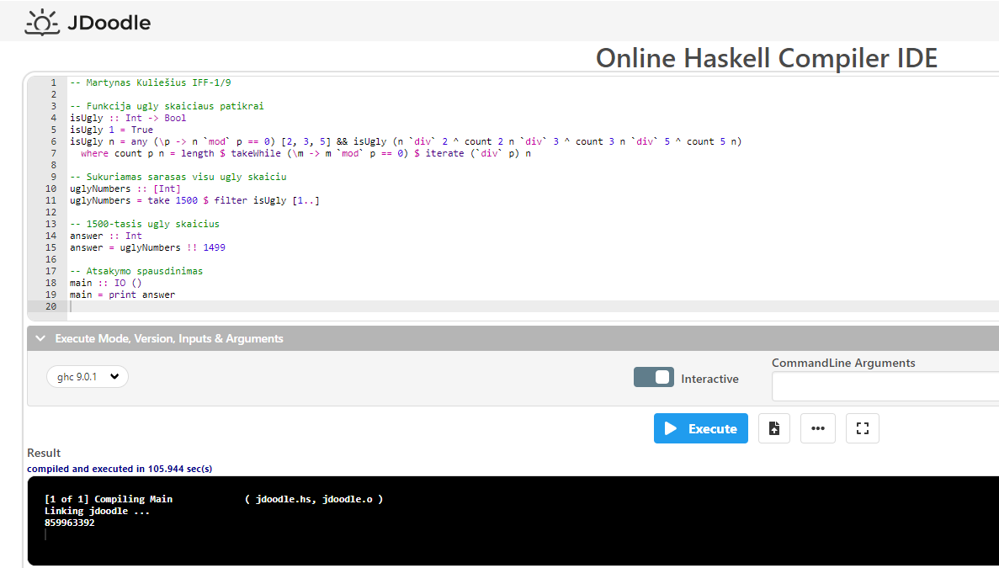 JDoodle
Online Haskell Compiler IDE
1 -- Martynas Kuliešius IFF-1/9
2
3 -- Funkcija ugly skaiciaus patikrai
4 isUgly :: Int -> Bool
5 isUgly 1 = True
6 isUgly n = any (\p -> n `mod` p == 0) [2, 3, 5] && isUgly (n `div` 2 ^ count 2 n `div` 3 ^ count 3 n `div` 5 ^ count 5 n)
7   where count p n = length $ takeWhile (\m -> m `mod` p == 0) $ iterate (`div` p) n
8
9 -- Sukuriamas sarasas visu ugly skaiciu
10 uglyNumbers :: [Int]
11 uglyNumbers = take 1500 $ filter isUgly [1..]
12
13 -- 1500-tasis ugly skaicius
14 answer :: Int
15 answer = uglyNumbers !! 1499
16
17 -- Atsakymo spausdinimas
18 main :: IO ()
19 main = print answer
20
Execute Mode, Version, Inputs & Arguments
ghc 9.0.1
Interactive
CommandLine Arguments
Execute
Result
compiled and executed in 105.944 sec(s)
[1 of 1] Compiling Main ( jdoodle.hs, jdoodle.o )
Linking jdoodle ...
859963392